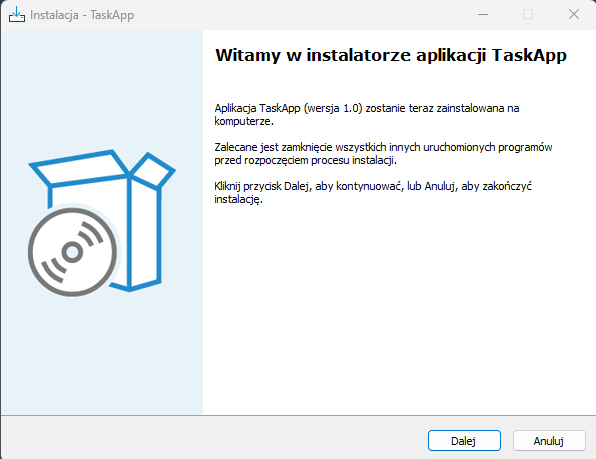 Instalacja - TaskApp
Witamy w instalatorze aplikacji TaskApp
Aplikacja TaskApp (wersja 1.0) zostanie teraz zainstalowana na
komputerze.
Zalecane jest zamknięcie wszystkich innych uruchomionych programów
przed rozpoczęciem procesu instalacji.
Kliknij przycisk Dalej, aby kontynuować, lub Anuluj, aby zakończyć
instalację.
Dalej
Anuluj